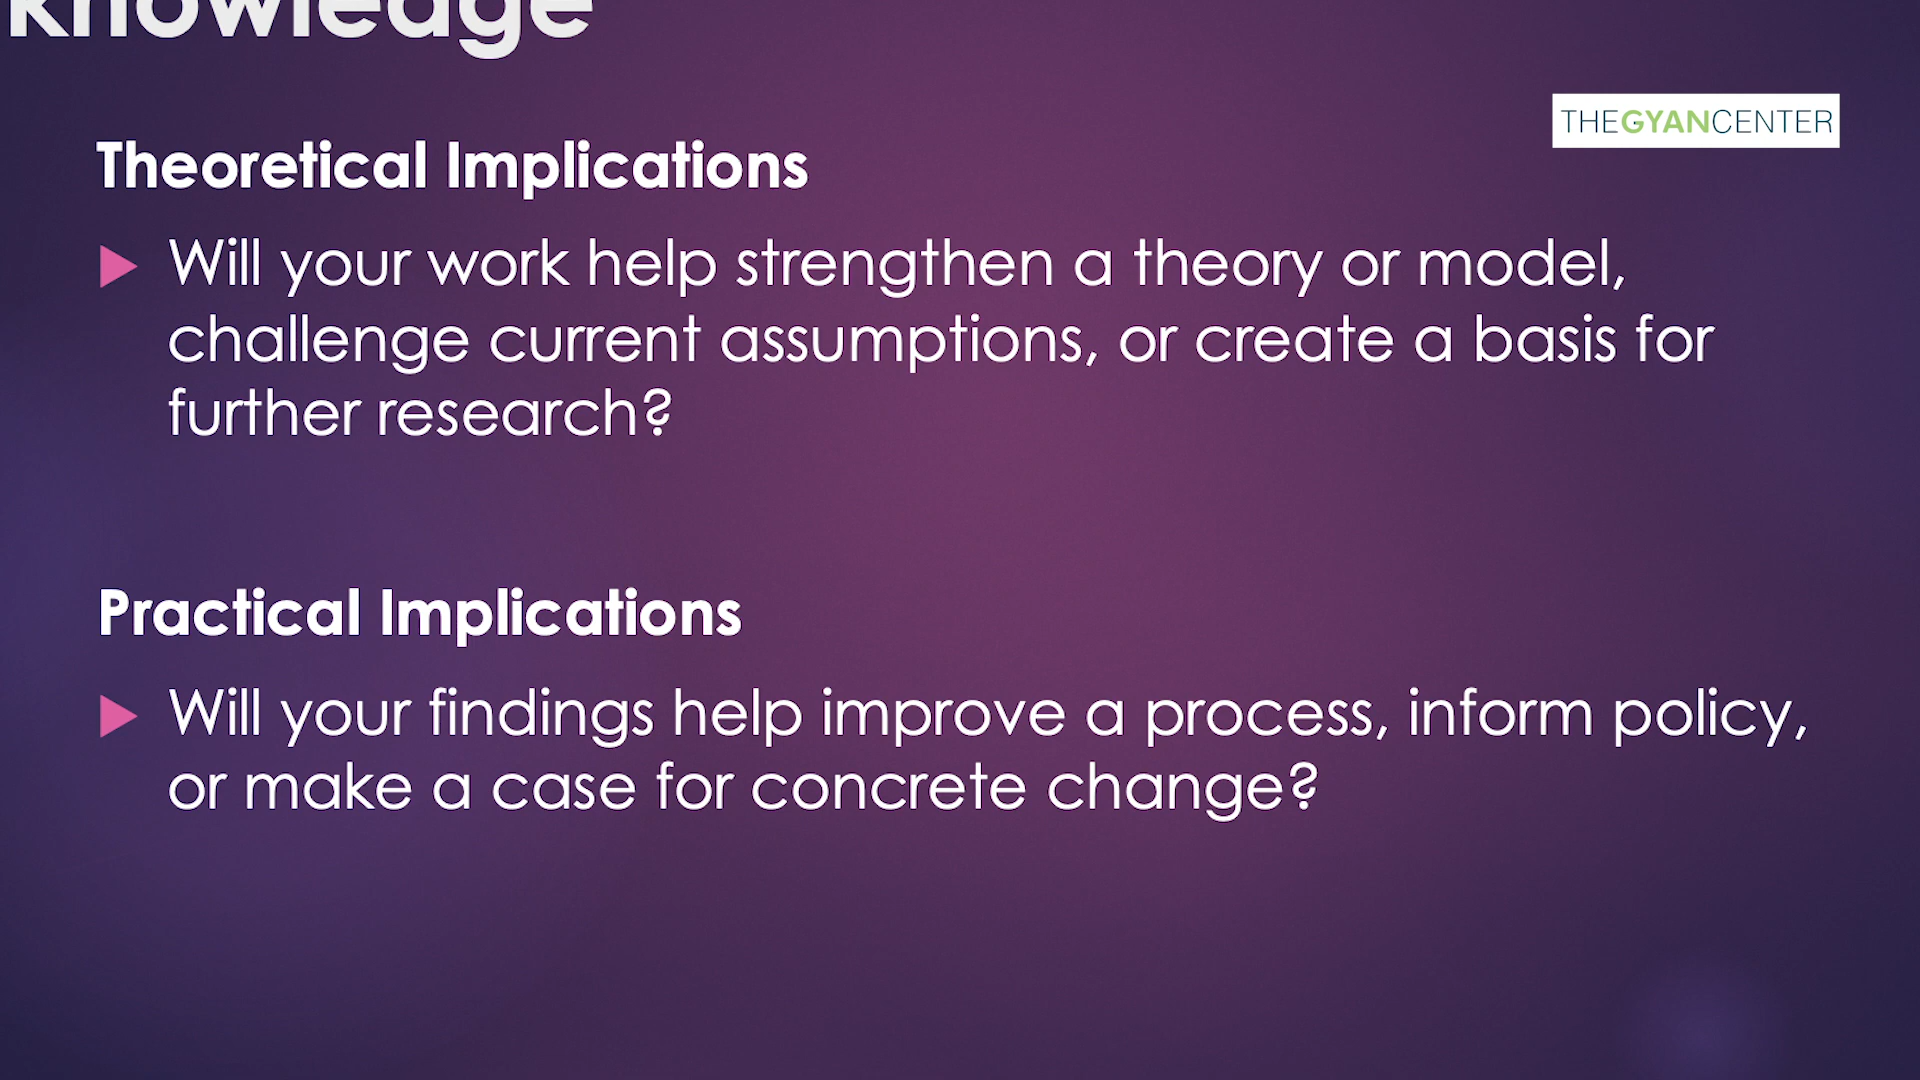 knowledge
THEGYANCENTER
Theoretical Implications
Will your work help strengthen a theory or model,
challenge current assumptions, or create a basis for
further research?
Practical Implications
Will your findings help improve a process, inform policy,
or make a case for concrete change?